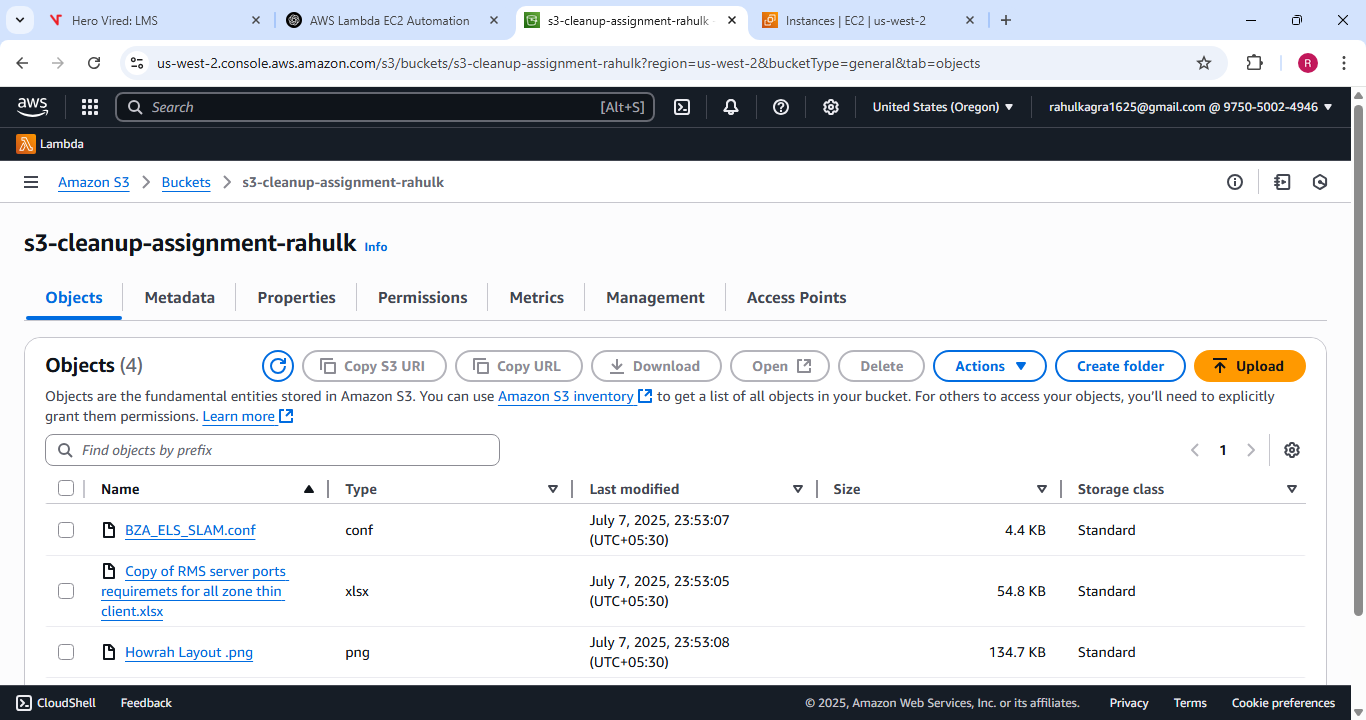 Hero Vired: LMS
AWS Lambda EC2 Automation
s3-cleanup-assignment-rahulk
Instances | EC2 | us-west-2
us-west-2.console.aws.amazon.com/s3/buckets/s3-cleanup-assignment-rahulk?region=us-west-2&bucketType=general&tab=objects
R
aws
Search
[Alt+S]
United States (Oregon)
rahulkagra1625@gmail.com @ 9750-5002-4946
Lambda
Amazon S3
Buckets
s3-cleanup-assignment-rahulk
s3-cleanup-assignment-rahulk Info
Objects
Metadata
Properties
Permissions
Metrics
Management
Access Points
Objects (4)
Copy S3 URI
Copy URL
Download
Open
Delete
Actions
Create folder
Upload
Objects are the fundamental entities stored in Amazon S3. You can use Amazon S3 inventory to get a list of all objects in your bucket. For others to access your objects, you'll need to explicitly
grant them permissions. Learn more
Find objects by prefix
1
Name
Type
Last modified
Size
Storage class
BZA_ELS_SLAM.conf
conf
July 7, 2025, 23:53:07
(UTC+05:30)
4.4 KB
Standard
Copy of RMS server ports
requiremets for all zone thin
client.xlsx
xlsx
July 7, 2025, 23:53:05
(UTC+05:30)
54.8 KB
Standard
Howrah Layout .png
png
July 7, 2025, 23:53:08
(UTC+05:30)
134.7 KB
Standard
CloudShell
Feedback
© 2025, Amazon Web Services, Inc. or its affiliates.
Privacy
Terms
Cookie preferences